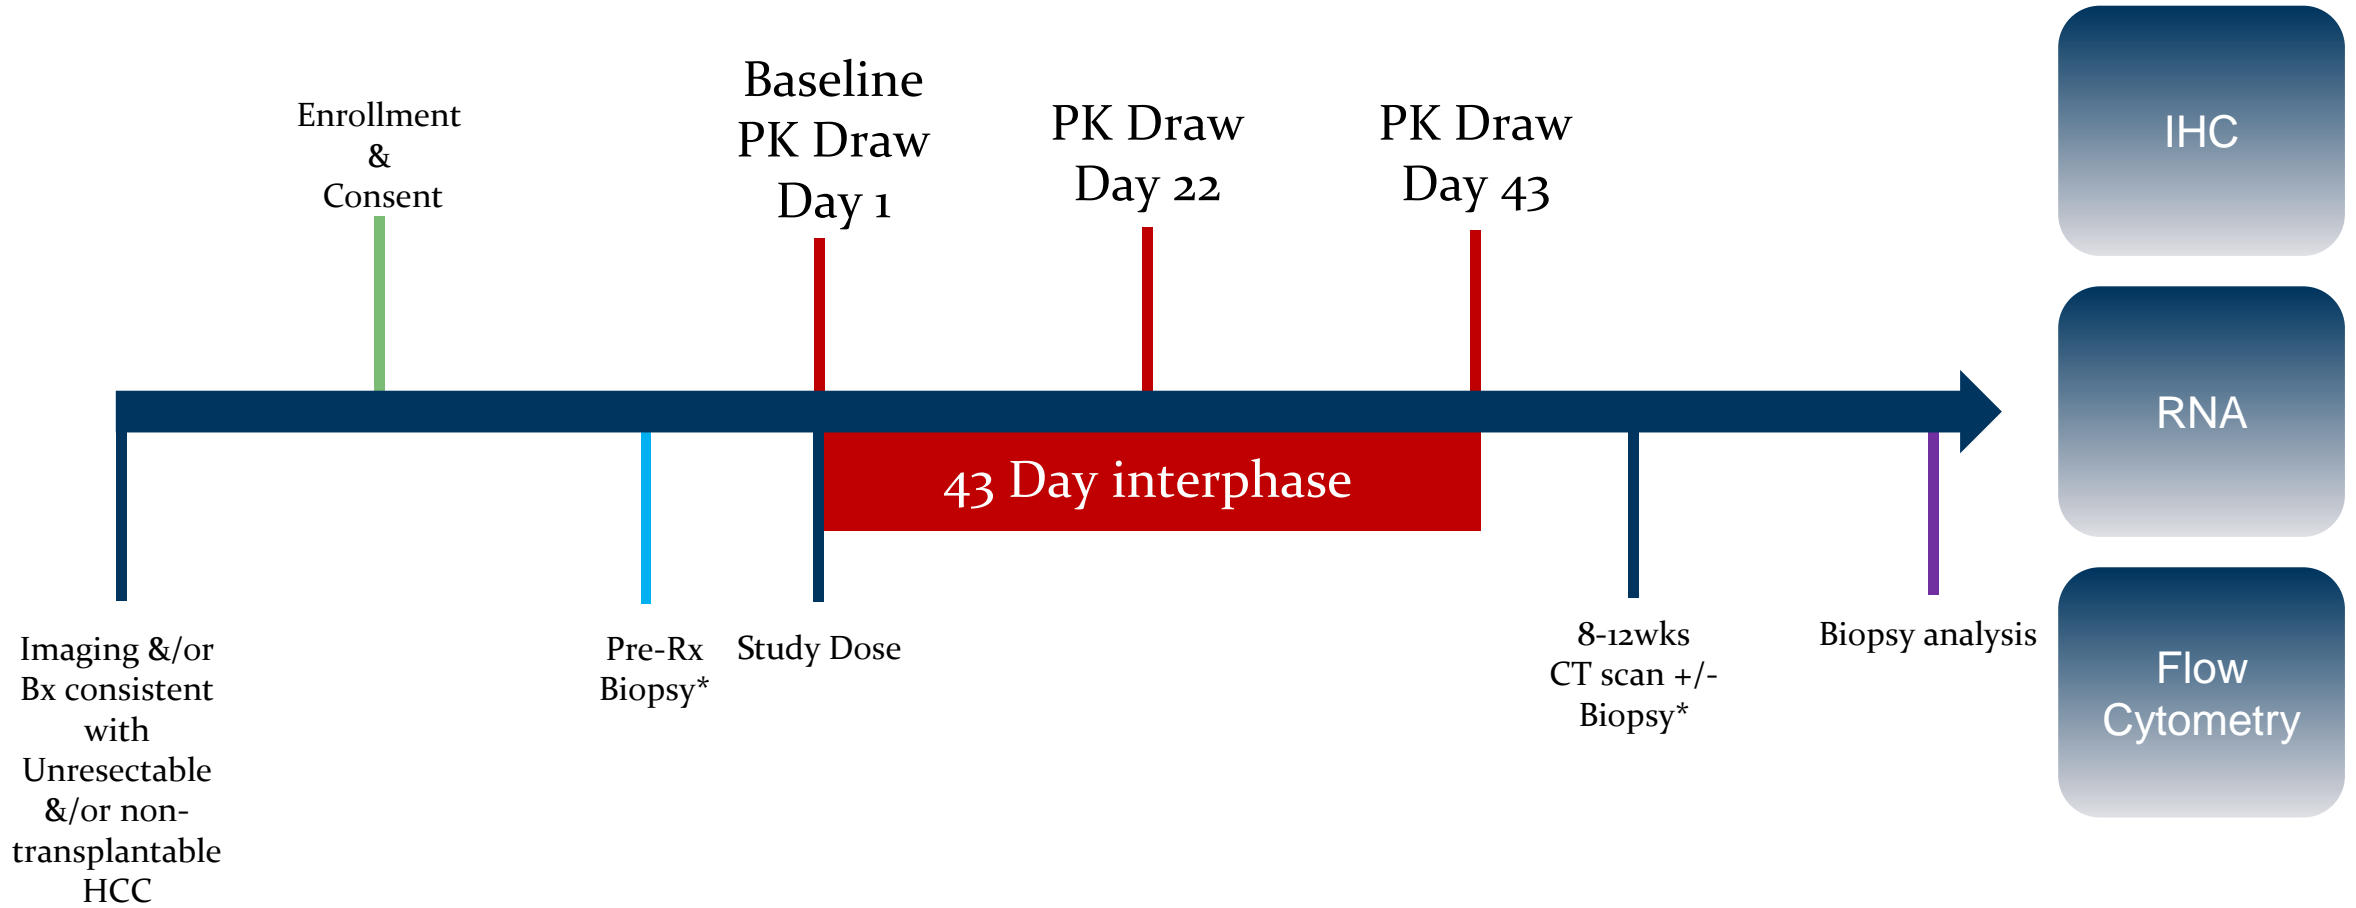 Enrollment
&
Consent
Baseline
PK Draw
Day 1
PK Draw
Day 22
PK Draw
Day 43
43 Day interphase
Imaging &/or
Bx consistent
with
Unresectable
&/or non-
transplantable
HCC
Pre-Rx
Biopsy*
Study Dose
8-12wks
CT scan +/-
Biopsy*
Biopsy analysis
IHC
RNA
Flow
Cytometry